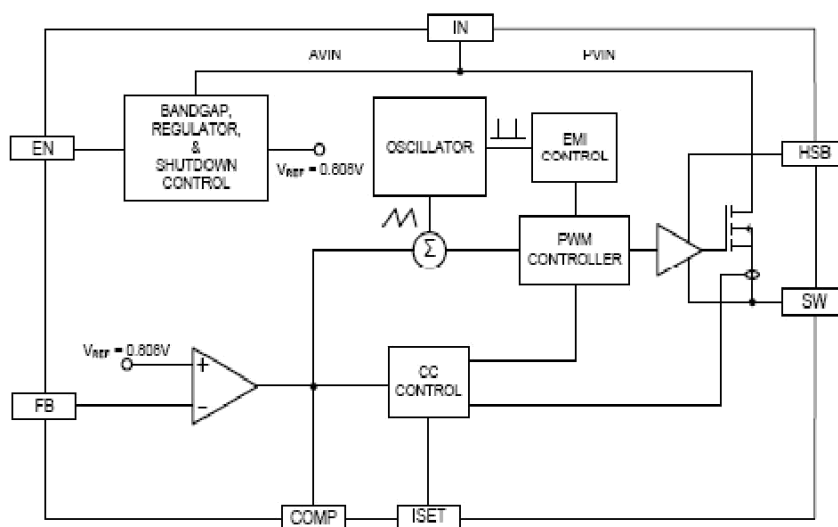 IN
AVIN
PVIN
BANDGAP,
REGULATOR,
&
SHUTDOWN
CONTROL
EN
VREF = 0.808V
OSCILLATOR
EMI
CONTROL
HSB
Σ
PWM
CONTROLLER
SW
VREF = 0.808V
+
−
FB
CC
CONTROL
COMP
ISET